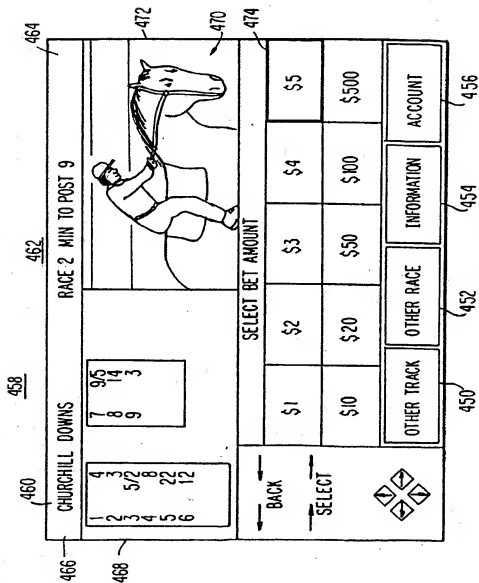 458
462
460
464
466
CHURCHILL DOWNS RACE 2 MIN TO POST 9
472
470
468
1 4
2 3
3 5/2
4 8
5 22
6 12
7 9/5
8 14
9 3
474
SELECT BET AMOUNT
BACK
SELECT
$1 $2 $3 $4 $5
$10 $20 $50 $100 $500
OTHER TRACK OTHER RACE INFORMATION ACCOUNT
450 452 454 456